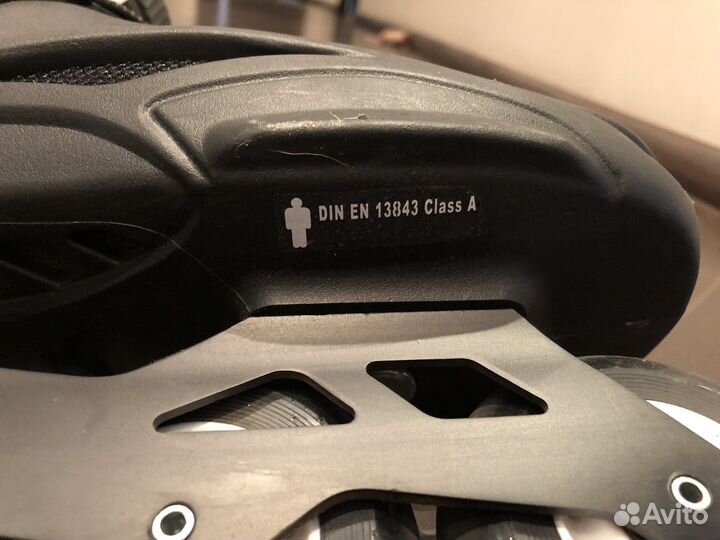 DIN EN 13843 Class A
Avito